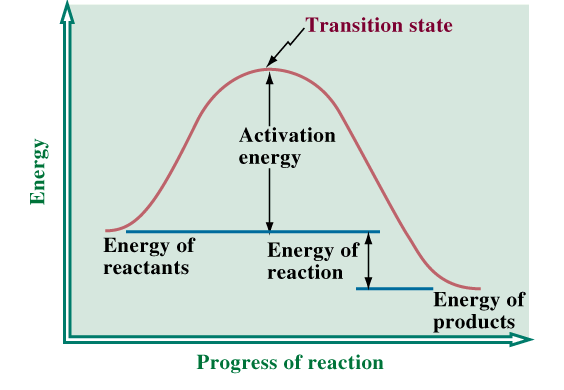 Transition state
Activation
energy
Energy
Energy of
reactants
Energy of
reaction
Energy of
products
Progress of reaction